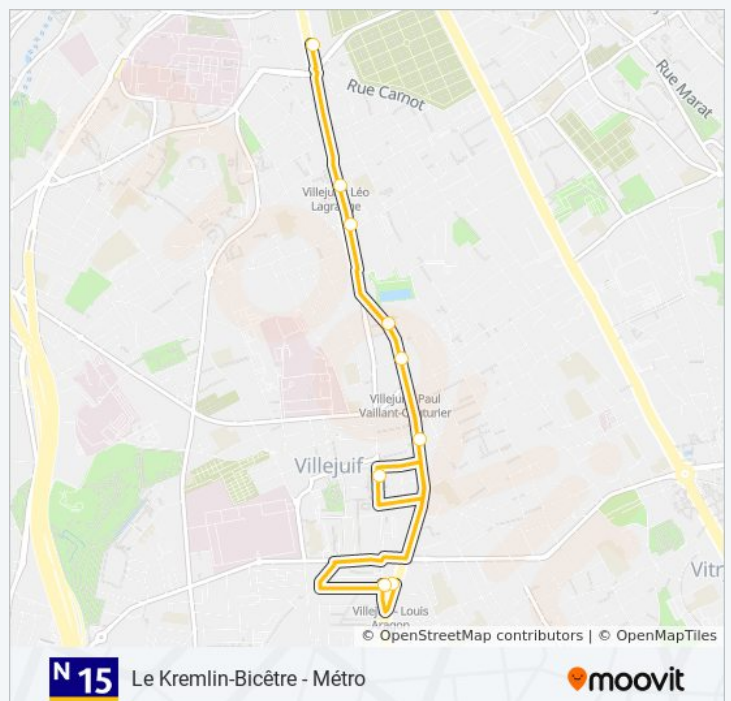 Rue Carnot
Rue Marat
Villejuif Léo
Lagrange
Villejuif Paul
Vaillant-Couturier
Villejuif
Vitr
Villejuif - Louis
Aragon
© OpenStreetMap contributors | © OpenMapTiles
N 15 Le Kremlin-Bicêtre - Métro
moovit